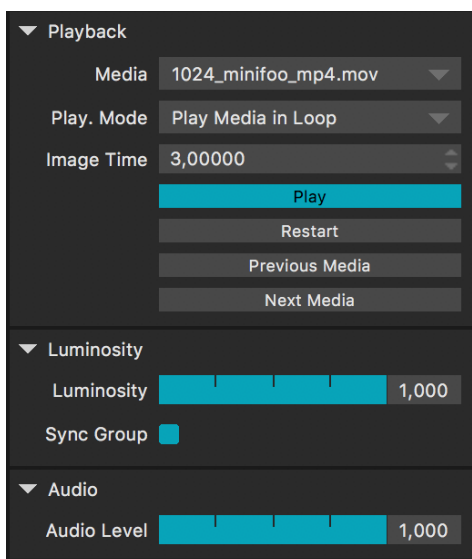 Playback
Media 1024_minifoo_mp4.mov
Play. Mode Play Media in Loop
Image Time 3,00000
Play
Restart
Previous Media
Next Media
Luminosity
Luminosity 1,000
Sync Group
Audio
Audio Level 1,000